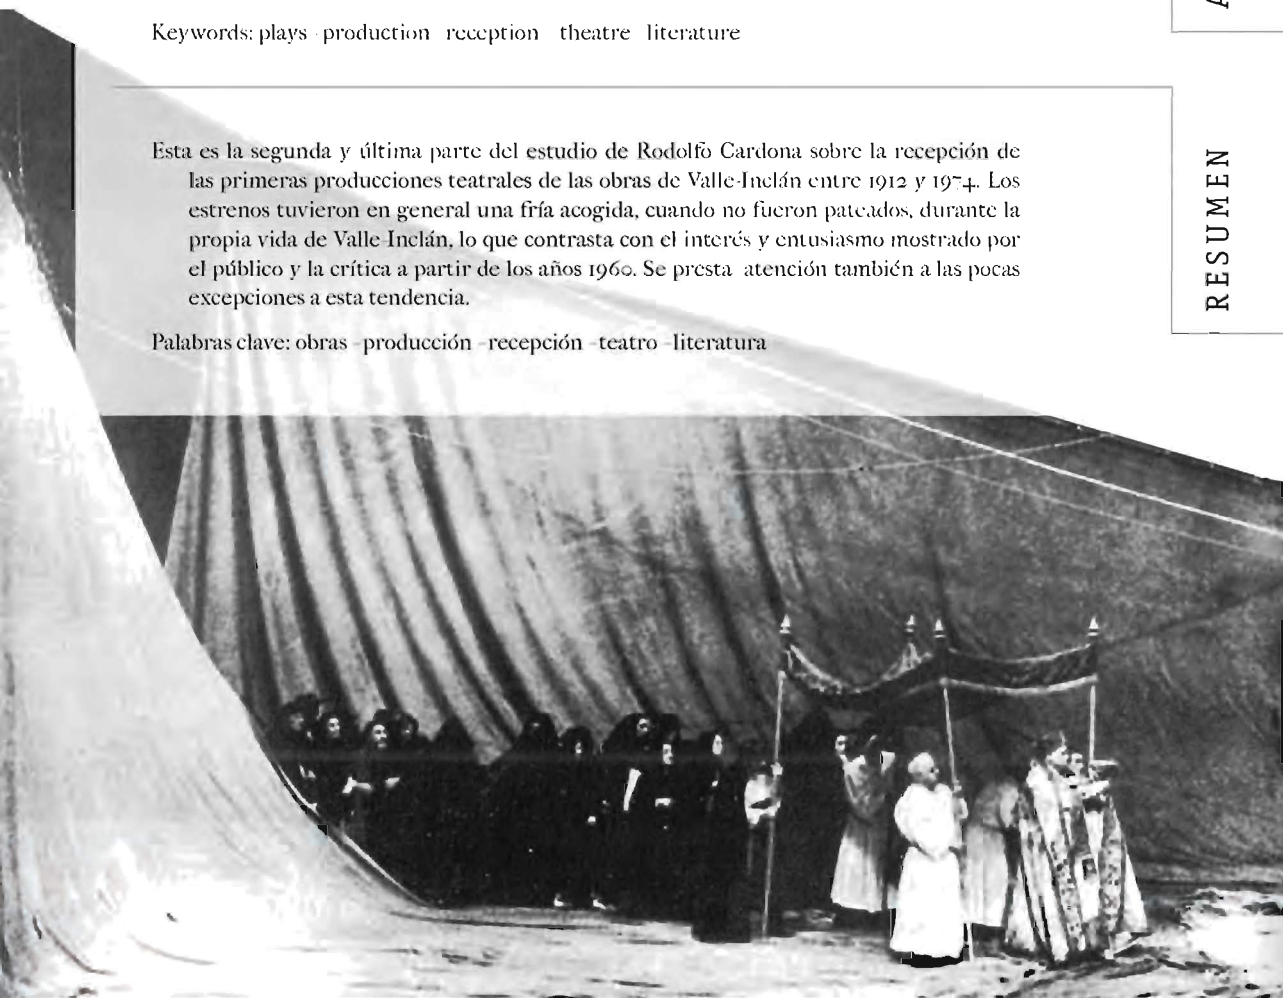 Keywords: plays production reception theatre literature
Esta es la segunda y última parte del estudio de Rodolfo Cardona sobre la recepción de
las primeras producciones teatrales de las obras de Valle-Inclán entre 1912 y 1974. Los
estrenos tuvieron en general una fría acogida, cuando no fueron pateados, durante la
propia vida de Valle-Inclán, lo que contrasta con el interés y entusiasmo mostrado por
el público y la crítica a partir de los años 1960. Se presta atención también a las pocas
excepciones a esta tendencia.
Palabras clave: obras - producción - recepción - teatro - literatura
RESUMEN